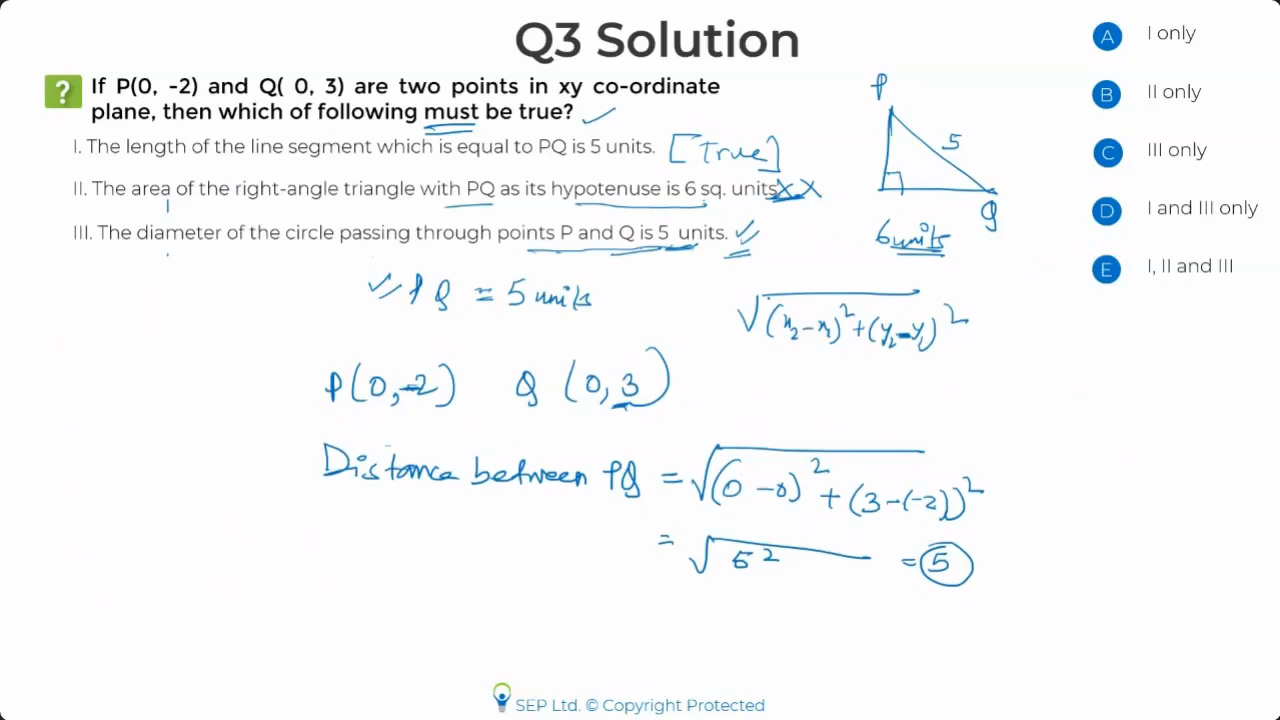 Q3 Solution
? If P(0, -2) and Q( 0, 3) are two points in xy co-ordinate
plane, then which of following must be true?
I. The length of the line segment which is equal to PQ is 5 units. [True]
II. The area of the right-angle triangle with PQ as its hypotenuse is 6 sq. units XX
III. The diameter of the circle passing through points P and Q is 5 units.
P
5
Q
6 units
A I only
B II only
C III only
D I and III only
E I, II and III
PQ = 5 units
√(x₂-x₁)²+(y₂-y₁)²
P(0,-2) Q (0,3)
Distance between PQ = √(0-0)² + (3-(-2))²
= √5² = 5
SEP Ltd. © Copyright Protected